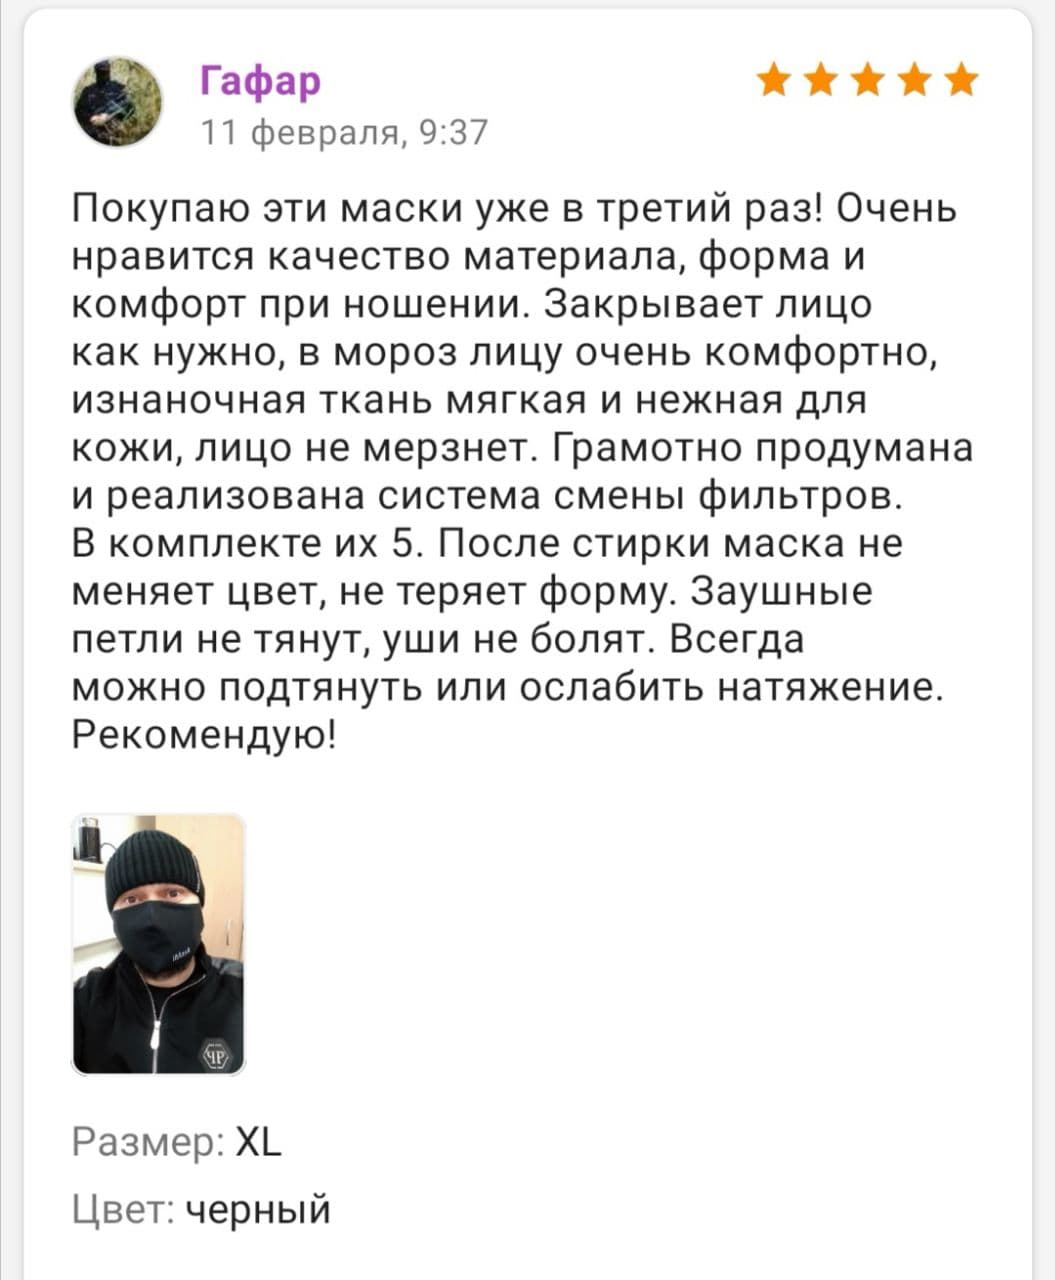 Гафар
11 февраля, 9:37
Покупаю эти маски уже в третий раз! Очень
нравится качество материала, форма и
комфорт при ношении. Закрывает лицо
как нужно, в мороз лицу очень комфортно,
изнаночная ткань мягкая и нежная для
кожи, лицо не мерзнет. Грамотно продумана
и реализована система смены фильтров.
В комплекте их 5. После стирки маска не
меняет цвет, не теряет форму. Заушные
петли не тянут, уши не болят. Всегда
можно подтянуть или ослабить натяжение.
Рекомендую!
Размер: XL
Цвет: черный